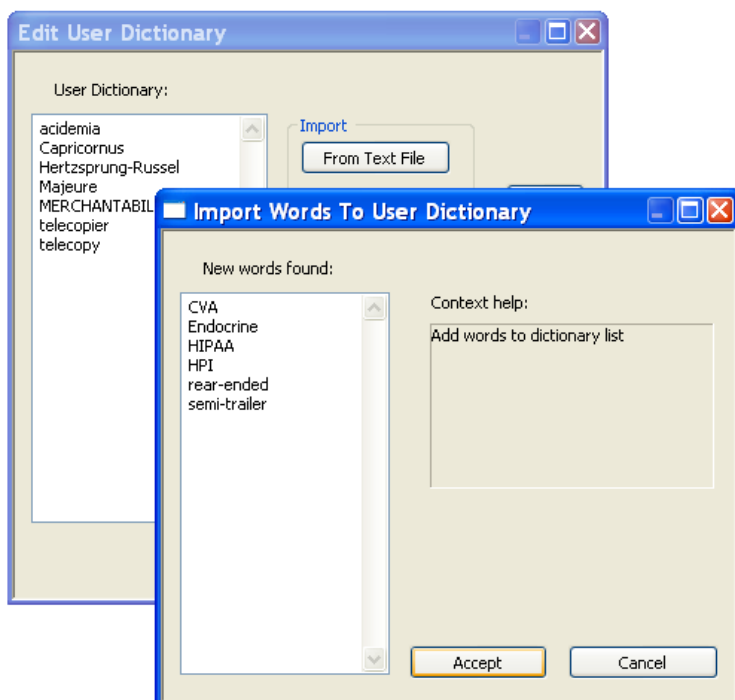 Edit User Dictionary
User Dictionary:
acidemia
Capricornus
Hertzsprung-Russel
Majeure
MERCHANTABIL
telecopier
telecopy
Import
From Text File
Import Words To User Dictionary
New words found:
CVA
Endocrine
HIPAA
HPI
rear-ended
semi-trailer
Context help:
Add words to dictionary list
Accept
Cancel